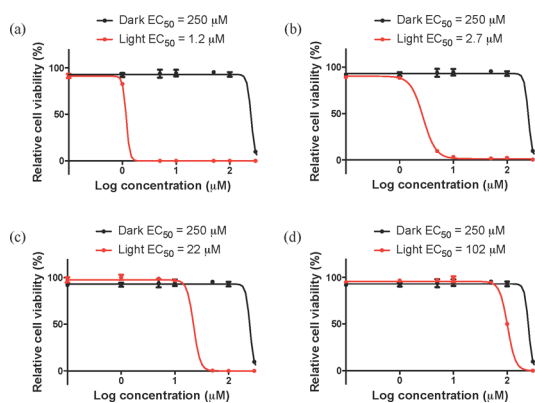 (a)
Dark EC50 = 250 µM
Light EC50 = 1.2 µM
Relative cell viability (%)
100
50
0
0 1 2
Log concentration (µM)
(b)
Dark EC50 = 250 µM
Light EC50 = 2.7 µM
Relative cell viability (%)
100
50
0
0 1 2
Log concentration (µM)
(c)
Dark EC50 = 250 µM
Light EC50 = 22 µM
Relative cell viability (%)
100
50
0
0 1 2
Log concentration (µM)
(d)
Dark EC50 = 250 µM
Light EC50 = 102 µM
Relative cell viability (%)
100
50
0
0 1 2
Log concentration (µM)